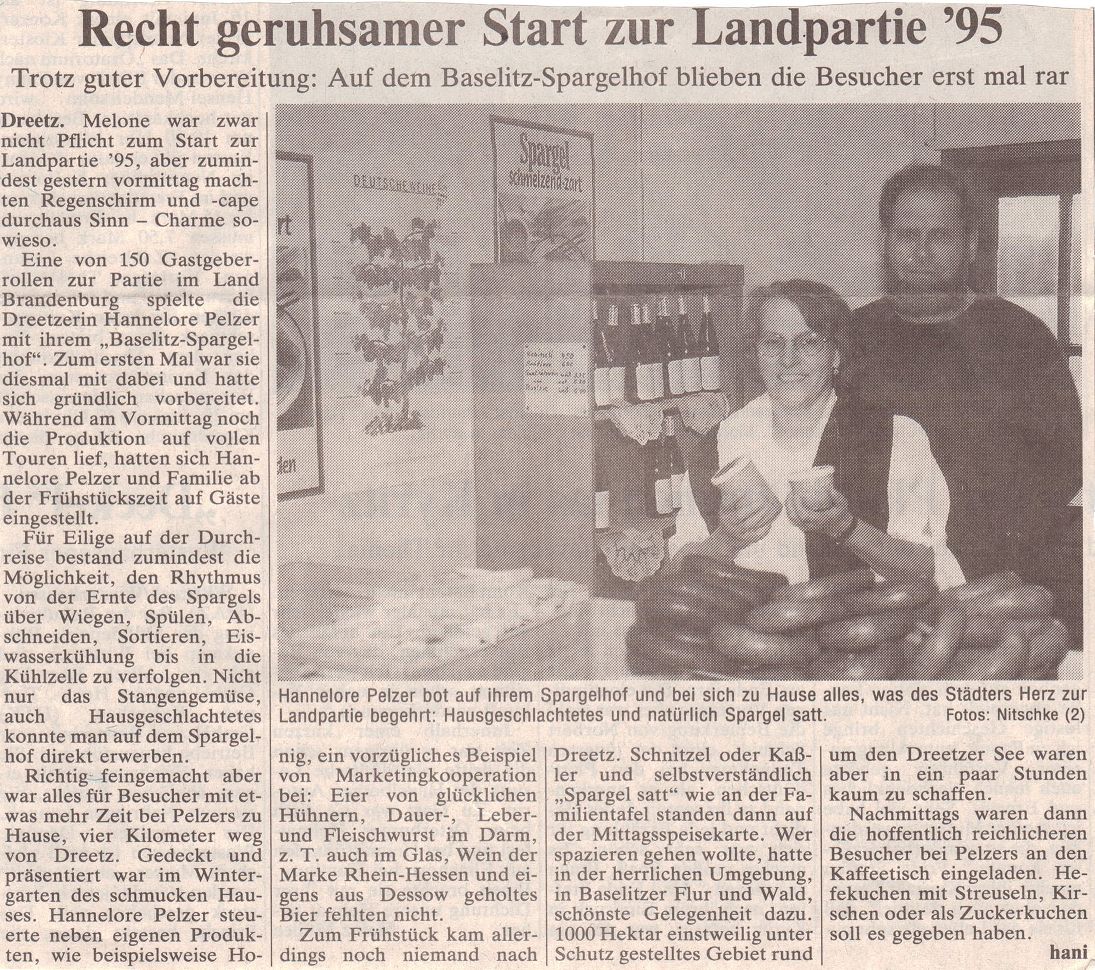 Recht geruhsamer Start zur Landpartie '95
Trotz guter Vorbereitung: Auf dem Baselitz-Spargelhof blieben die Besucher erst mal rar
Dreetz. Melone war zwar
nicht Pflicht zum Start zur
Landpartie '95, aber zumin-
dest gestern vormittag mach-
ten Regenschirm und -cape
durchaus Sinn – Charme so-
wieso.
Eine von 150 Gastgeber-
rollen zur Partie im Land
Brandenburg spielte die
Dreetzerin Hannelore Pelzer
mit ihrem „Baselitz-Spargel-
hof“. Zum ersten Mal war sie
diesmal mit dabei und hatte
sich gründlich vorbereitet.
Während am Vormittag noch
die Produktion auf vollen
Touren lief, hatten sich Han-
nelore Pelzer und Familie ab
der Frühstückszeit auf Gäste
eingestellt.
Für Eilige auf der Durch-
reise bestand zumindest die
Möglichkeit, den Rhythmus
von der Ernte des Spargels
über Wiegen, Spülen, Ab-
schneiden, Sortieren, Eis-
wasserkühlung bis in die
Kühlzelle zu verfolgen. Nicht
nur das Stangengemüse,
auch Hausgeschlachtetes
konnte man auf dem Spargel-
hof direkt erwerben.
Richtig feingemacht aber
war alles für Besucher mit et-
was mehr Zeit bei Pelzers zu
Hause, vier Kilometer weg
von Dreetz. Gedeckt und
präsentiert war im Winter-
garten des schmucken Hau-
ses. Hannelore Pelzer steu-
erte neben eigenen Produk-
ten, wie beispielsweise Ho-
DEUTSCHE WEINE
Spargel
schmelzend-zart
Hannelore Pelzer bot auf ihrem Spargelhof und bei sich zu Hause alles, was des Städters Herz zur
Landpartie begehrt: Hausgeschlachtetes und natürlich Spargel satt. Fotos: Nitschke (2)
nig, ein vorzügliches Beispiel
von Marketingkooperation
bei: Eier von glücklichen
Hühnern, Dauer-, Leber-
und Fleischwurst im Darm,
z. T. auch im Glas, Wein der
Marke Rhein-Hessen und ei-
gens aus Dessow geholtes
Bier fehlten nicht.
Zum Frühstück kam aller-
dings noch niemand nach
Dreetz. Schnitzel oder Kaß-
ler und selbstverständlich
„Spargel satt“ wie an der Fa-
milientafel standen dann auf
der Mittagsspeisekarte. Wer
spazieren gehen wollte, hatte
in der herrlichen Umgebung,
in Baselitzer Flur und Wald,
schönste Gelegenheit dazu.
1000 Hektar einstweilig unter
Schutz gestelltes Gebiet rund
um den Dreetzer See waren
aber in ein paar Stunden
kaum zu schaffen.
Nachmittags waren dann
die hoffentlich reichlicheren
Besucher bei Pelzers an den
Kaffeetisch eingeladen. He-
fekuchen mit Streuseln, Kir-
schen oder als Zuckerkuchen
soll es gegeben haben.
hani